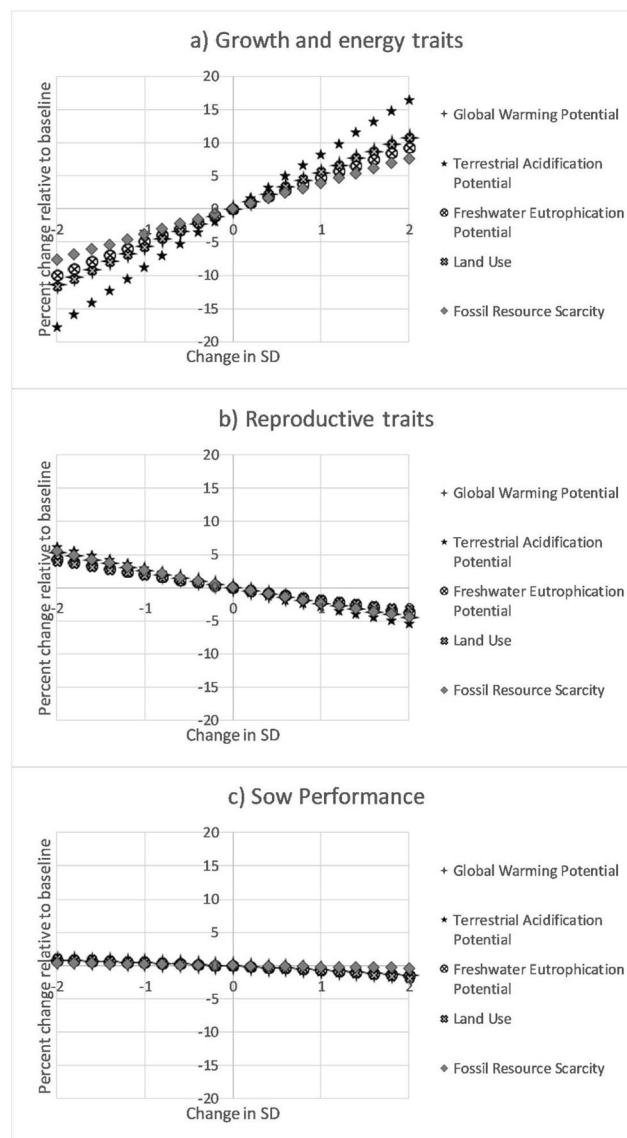 a) Growth and energy traits
Percent change relative to baseline
20
15
10
5
0
-5
-10
-15
-20
-2
-1
0
1
2
Change in SD
Global Warming Potential
Terrestrial Acidification
Potential
Freshwater Eutrophication
Potential
Land Use
Fossil Resource Scarcity
b) Reproductive traits
Percent change relative to baseline
20
15
10
5
0
-5
-10
-15
-20
-2
-1
0
1
2
Change in SD
Global Warming Potential
Terrestrial Acidification
Potential
Freshwater Eutrophication
Potential
Land Use
Fossil Resource Scarcity
c) Sow Performance
Percent change relative to baseline
20
15
10
5
0
-5
-10
-15
-20
-2
-1
0
1
2
Change in SD
Global Warming Potential
Terrestrial Acidification
Potential
Freshwater Eutrophication
Potential
Land Use
Fossil Resource Scarcity